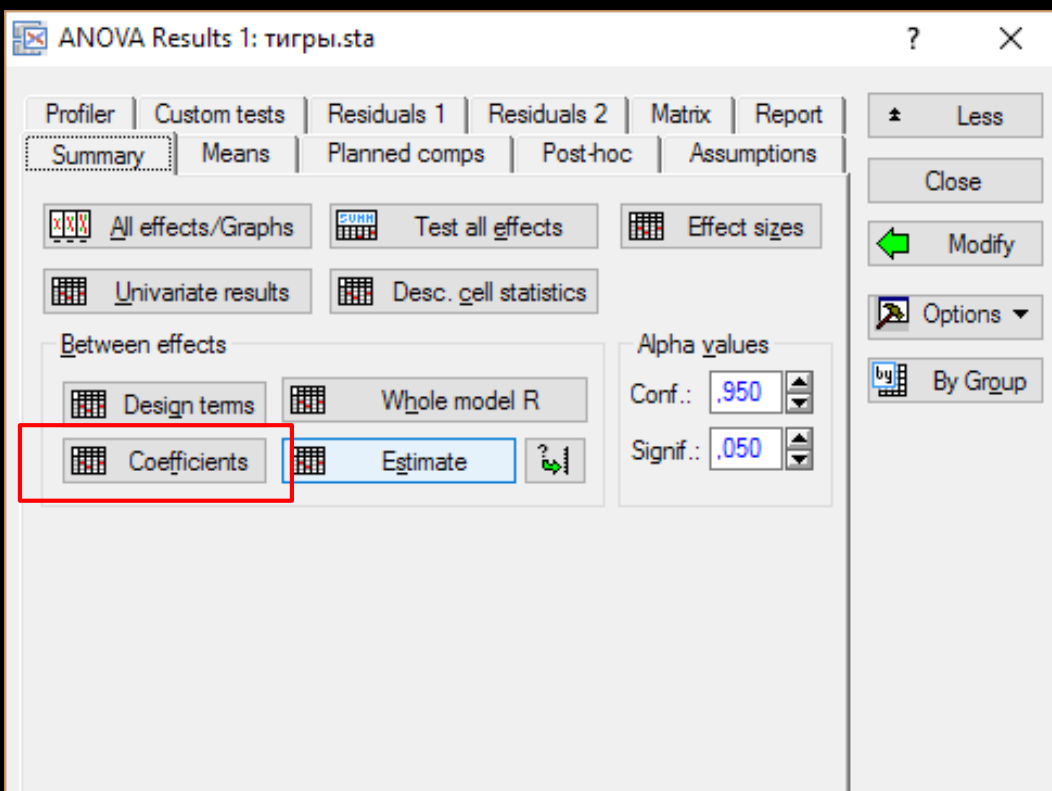 ANOVA Results 1: тигры.sta ? ✕
Profiler Custom tests Residuals 1 Residuals 2 Matrix Report
Summary Means Planned comps Post-hoc Assumptions
All effects/Graphs SUMM Test all effects Effect sizes
Univariate results Desc. cell statistics
Between effects
Design terms Whole model R
Coefficients Estimate ?
Alpha values
Conf.: ,950
Signif.: ,050
Less
Close
Modify
Options
by By Group